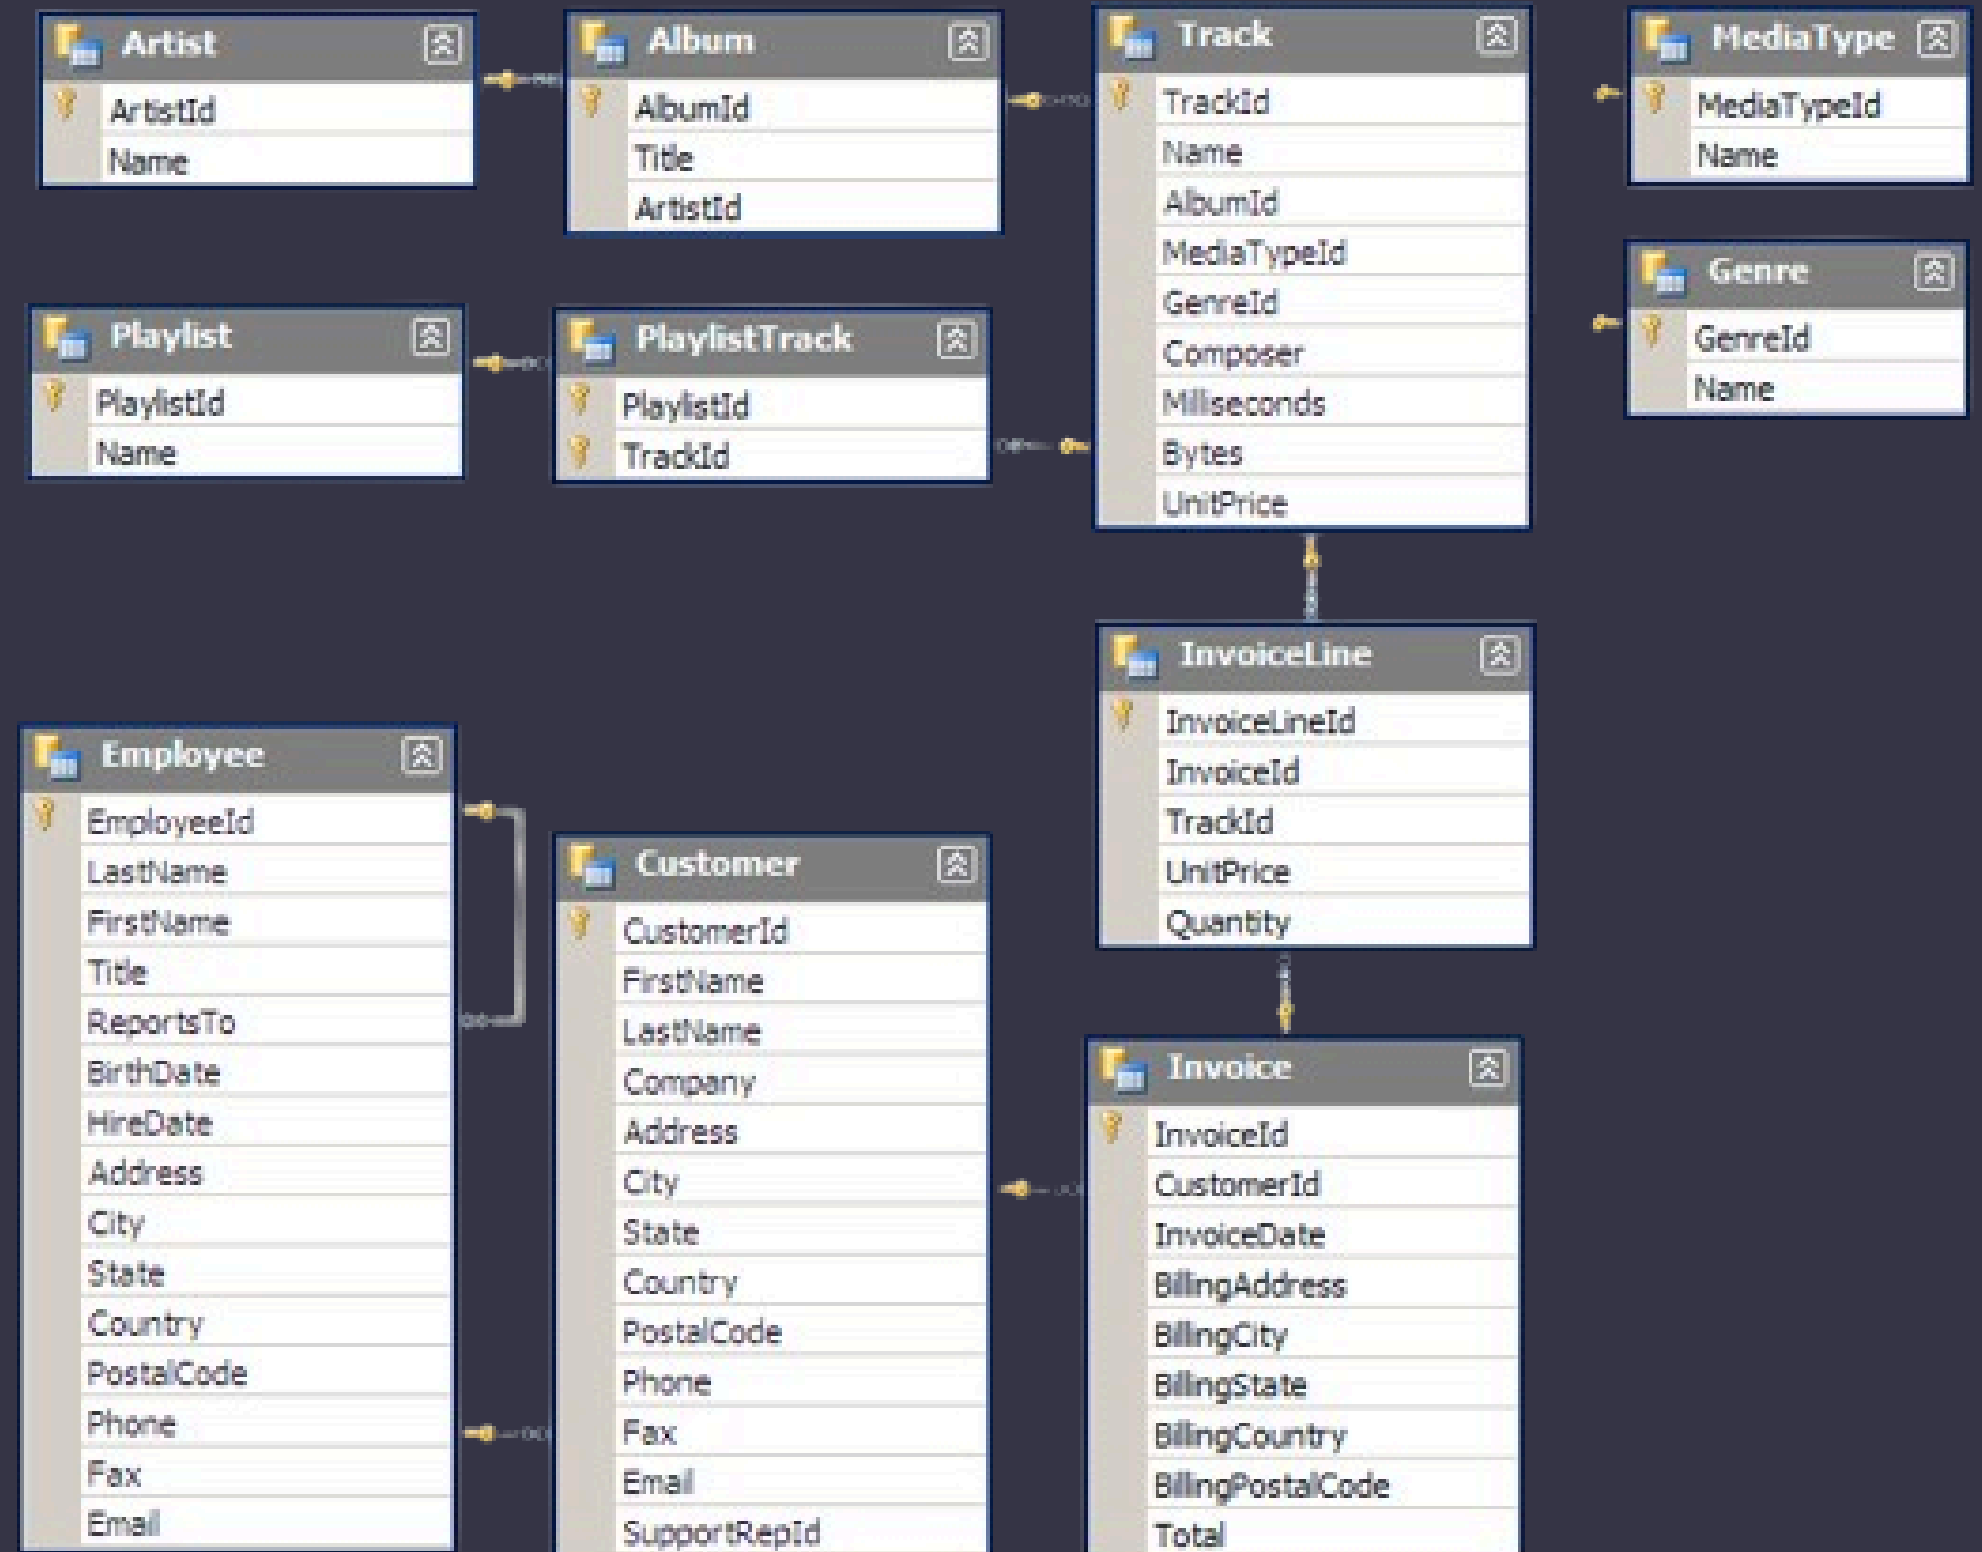 Artist
ArtistId
Name
Album
AlbumId
Title
ArtistId
Track
TrackId
Name
AlbumId
MediaTypeId
GenreId
Composer
Milliseconds
Bytes
UnitPrice
MediaType
MediaTypeId
Name
Genre
GenreId
Name
Playlist
PlaylistId
Name
PlaylistTrack
PlaylistId
TrackId
InvoiceLine
InvoiceLineId
InvoiceId
TrackId
UnitPrice
Quantity
Employee
EmployeeId
LastName
FirstName
Title
ReportsTo
BirthDate
HireDate
Address
City
State
Country
PostalCode
Phone
Fax
Email
Customer
CustomerId
FirstName
LastName
Company
Address
City
State
Country
PostalCode
Phone
Fax
Email
SupportRepId
Invoice
InvoiceId
CustomerId
InvoiceDate
BillingAddress
BillingCity
BillingState
BillingCountry
BillingPostalCode
Total